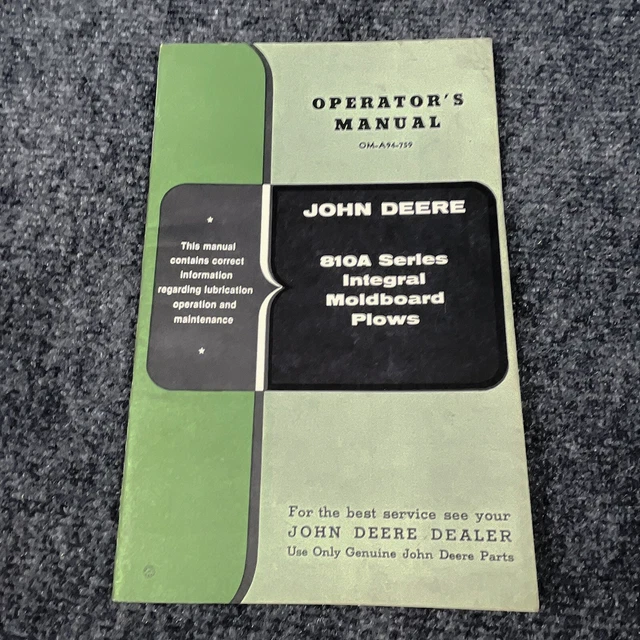 OPERATOR'S
MANUAL
OM-A94-759
JOHN DEERE
810A Series
Integral
Moldboard
Plows
★
This manual
contains correct
information
regarding lubrication
operation and
maintenance
★
For the best service see your
JOHN DEERE DEALER
Use Only Genuine John Deere Parts